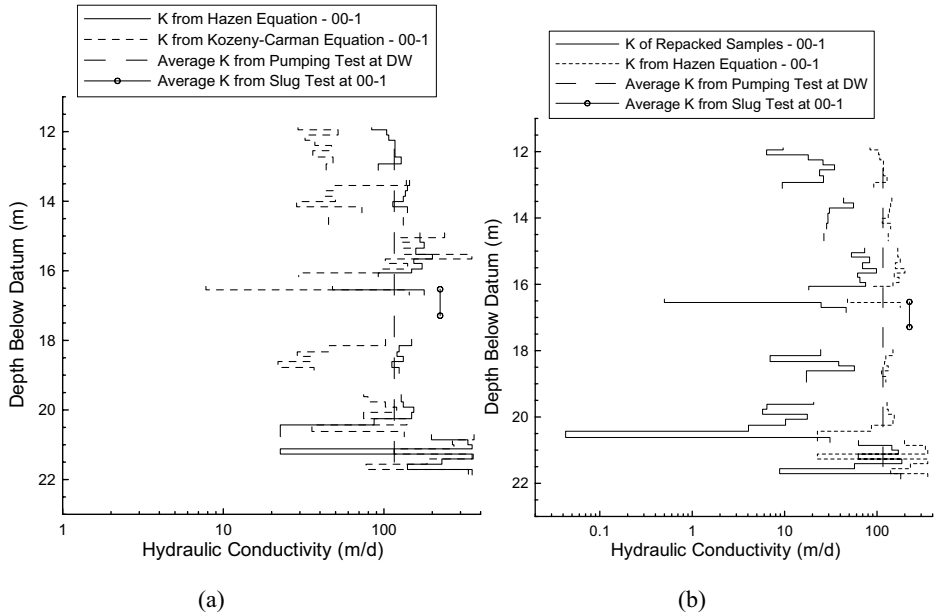 K from Hazen Equation - 00-1
K from Kozeny-Carman Equation - 00-1
Average K from Pumping Test at DW
Average K from Slug Test at 00-1
12
14
16
18
20
22
Depth Below Datum (m)
1
10
100
Hydraulic Conductivity (m/d)
(a)
K of Repacked Samples - 00-1
K from Hazen Equation - 00-1
Average K from Pumping Test at DW
Average K from Slug Test at 00-1
12
14
16
18
20
22
Depth Below Datum (m)
0.1
1
10
100
Hydraulic Conductivity (m/d)
(b)